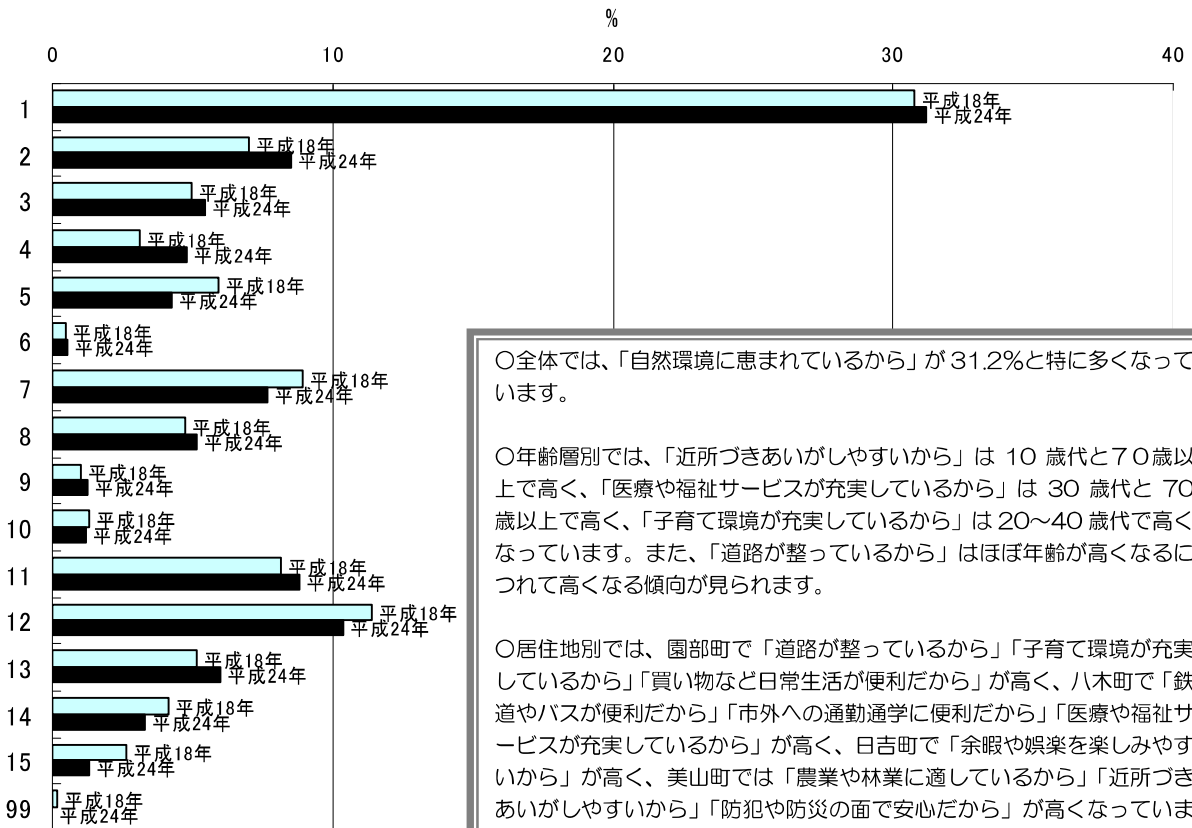 %
0 10 20 30 40
1 平成18年
平成24年
2 平成18年
平成24年
3 平成18年
平成24年
4 平成18年
平成24年
5 平成18年
平成24年
6 平成18年
平成24年
7 平成18年
平成24年
8 平成18年
平成24年
9 平成18年
平成24年
10 平成18年
平成24年
11 平成18年
平成24年
12 平成18年
平成24年
13 平成18年
平成24年
14 平成18年
平成24年
15 平成18年
平成24年
99 平成18年
平成24年
○全体では、「自然環境に恵まれているから」が31.2%と特に多くなって
います。
○年齢層別では、「近所づきあいがしやすいから」は 10 歳代と70歳以
上で高く、「医療や福祉サービスが充実しているから」は 30 歳代と 70
歳以上で高く、「子育て環境が充実しているから」は20～40歳代で高く
なっています。また、「道路が整っているから」はほぼ年齢が高くなるに
つれて高くなる傾向が見られます。
○居住地別では、園部町で「道路が整っているから」「子育て環境が充実
しているから」「買い物など日常生活が便利だから」が高く、八木町で「鉄
道やバスが便利だから」「市外への通勤通学に便利だから」「医療や福祉サ
ービスが充実しているから」が高く、日吉町で「余暇や娯楽を楽しみやす
いから」が高く、美山町では「農業や林業に適しているから」「近所づき
あいがしやすいから」「防犯や防災の面で安心だから」が高くなっていま